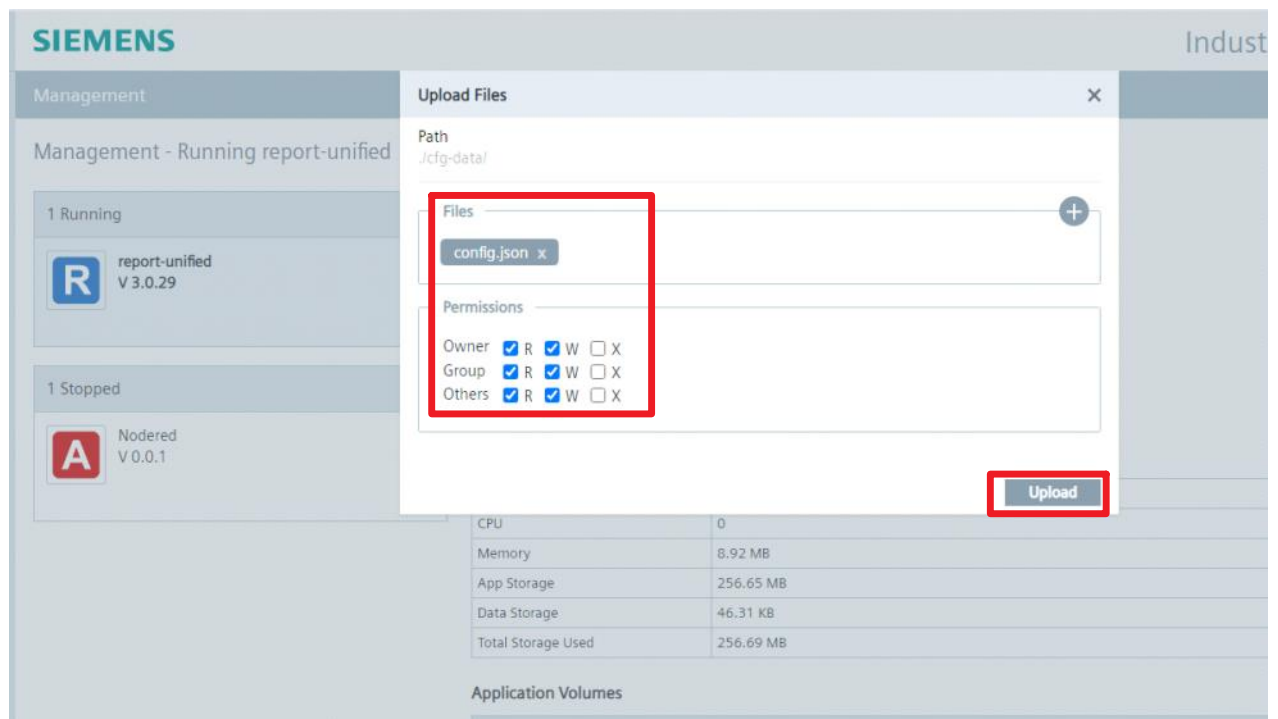 SIEMENS
Indust
Management
Management - Running report-unified
1 Running
R
report-unified
V 3.0.29
1 Stopped
A
Nodered
V 0.0.1
Upload Files
Path
./cfg-data/
Files
config.json x
Permissions
Owner R W X
Group R W X
Others R W X
Upload
CPU 0
Memory 8.92 MB
App Storage 256.65 MB
Data Storage 46.31 KB
Total Storage Used 256.69 MB
Application Volumes